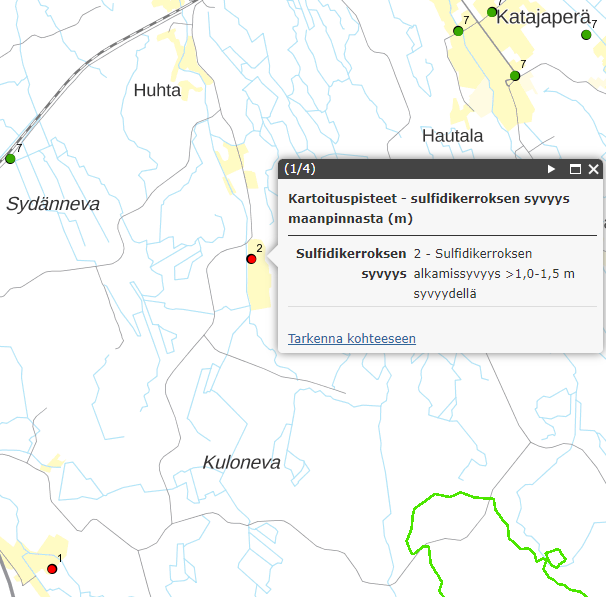 7
Katajaperä
7
7
7
Huhta
Hautala
7
Sydänneva
(1/4)
Kartoituspisteet - sulfidikerroksen syvyys
maanpinnasta (m)
Sulfidikerroksen
syvyys
2 - Sulfidikerroksen
alkamissyvyys >1,0-1,5 m
syvyydellä
Tarkenna kohteeseen
2
Kuloneva
1